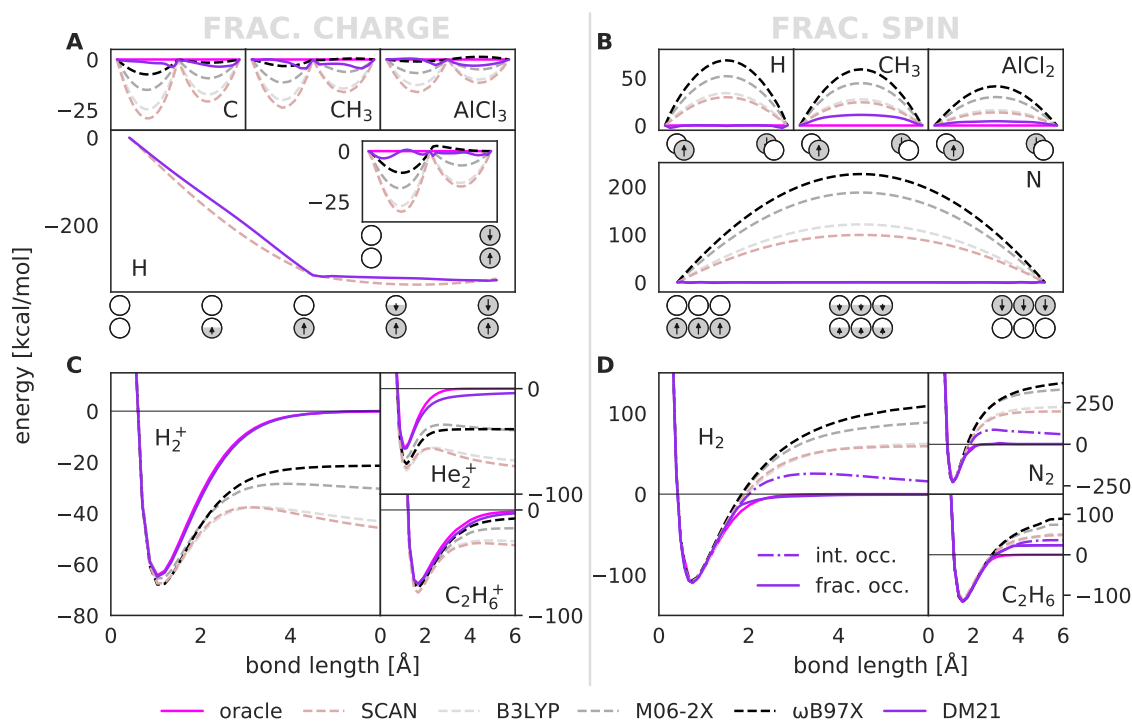 FRAC. CHARGE
FRAC. SPIN
A
0
−25
C
CH₃
AlCl₃
0
−200
H
0
−25
B
50
0
H
CH₃
AlCl₂
200
100
0
N
energy [kcal/mol]
C
0
−20
−40
−60
−80
H₂⁺
0
−100
He₂⁺
0
−100
C₂H₆⁺
0 2 4 0 2 4 6
bond length [Å]
D
100
0
−100
H₂
int. occ.
frac. occ.
250
0
−250
N₂
100
0
−100
C₂H₆
0 2 4 0 2 4 6
bond length [Å]
oracle SCAN B3LYP M06-2X ωB97X DM21